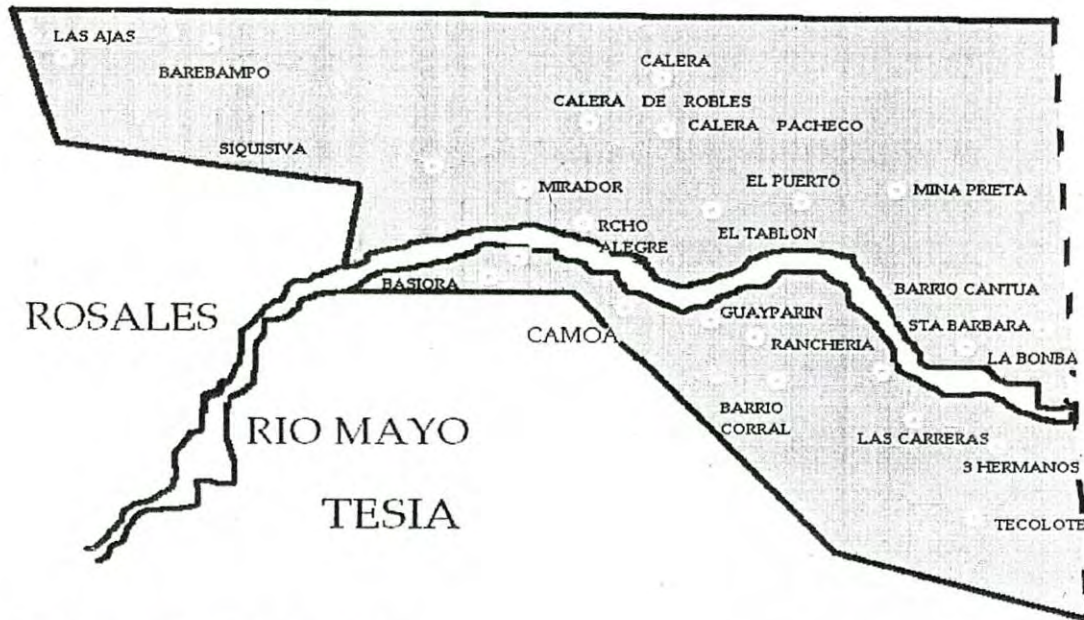 LAS AJAS
BAREBAMPO
CALERA
CALERA DE ROBLES
CALERA PACHECO
SIQUISIVA
MIRADOR
EL PUERTO
MINA PRIETA
RCHO
ALEGRE
EL TABLON
BASIORA
BARRIO CANTUA
ROSALES
GUAYPARIN
STA BARBARA
CAMOA
RANCHERIA
LA BONBA
BARRIO
CORRAL
RIO MAYO
LAS CARRERAS
3 HERMANOS
TESIA
TECOLOTE